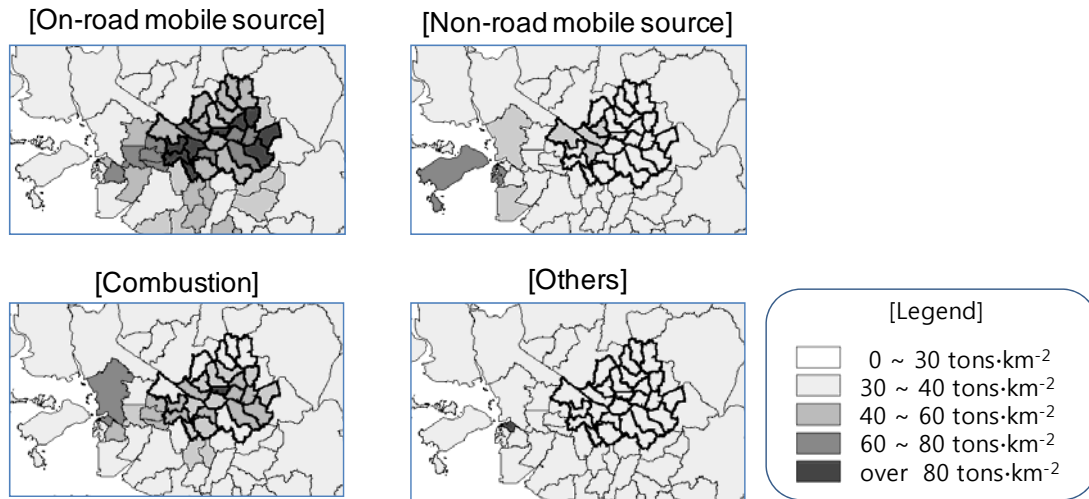 [On-road mobile source]
[Non-road mobile source]
[Combustion]
[Others]
[Legend]
0 ~ 30 tons·km⁻²
30 ~ 40 tons·km⁻²
40 ~ 60 tons·km⁻²
60 ~ 80 tons·km⁻²
over 80 tons·km⁻²